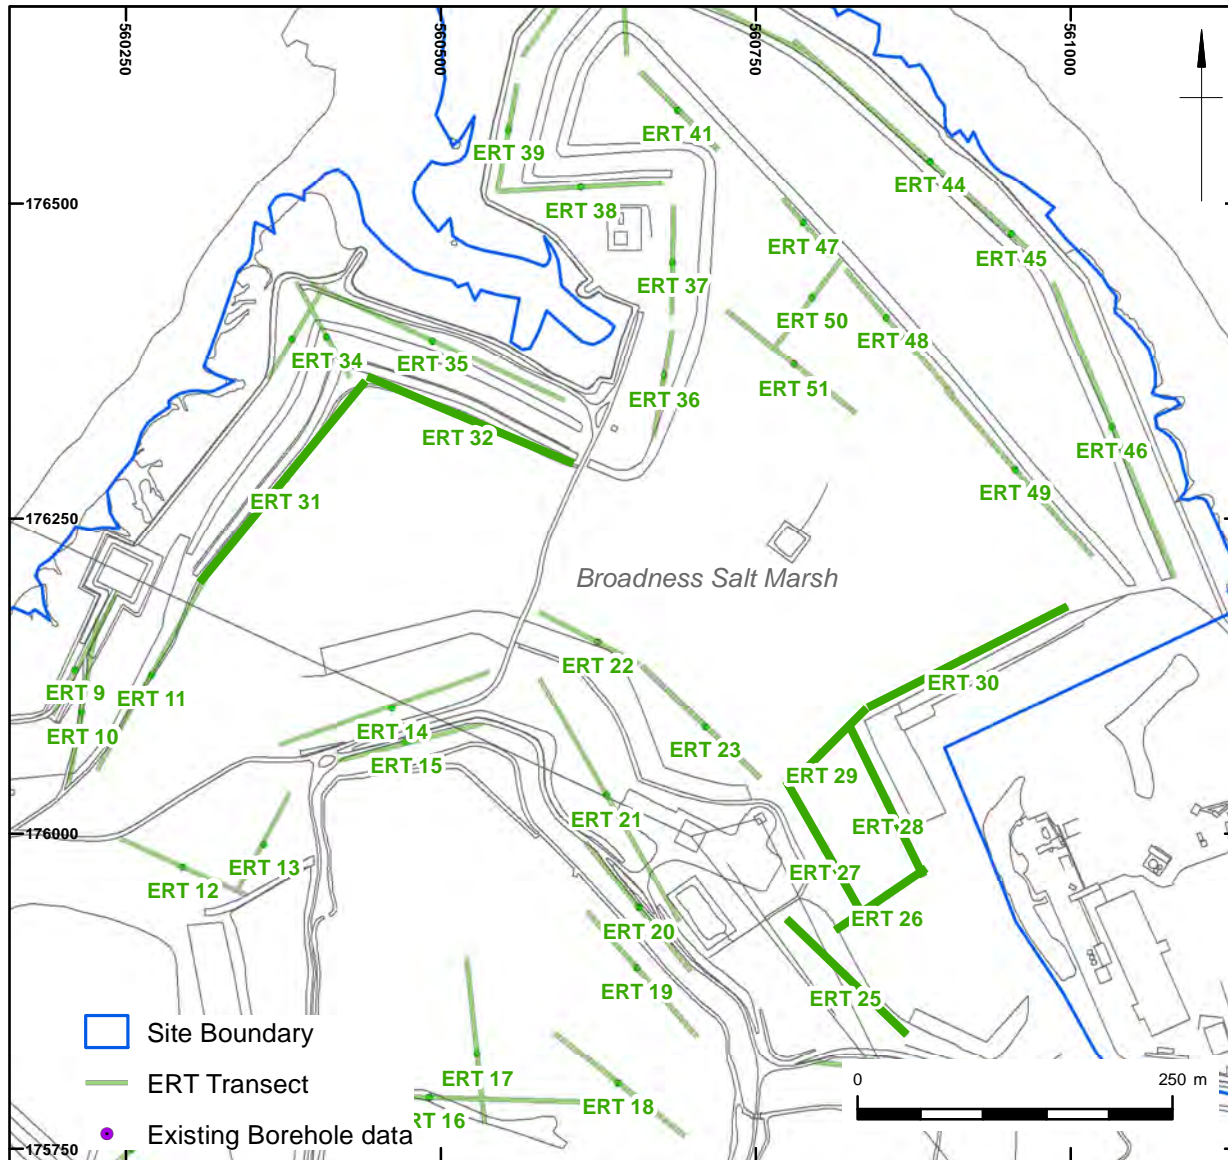 560250
560500
560750
561000
176500
176250
176000
175750
ERT 41
ERT 39
ERT 44
ERT 38
ERT 47
ERT 45
ERT 37
ERT 50
ERT 48
ERT 34
ERT 35
ERT 51
ERT 36
ERT 32
ERT 46
ERT 31
ERT 49
Broadness Salt Marsh
ERT 22
ERT 9
ERT 11
ERT 30
ERT 10
ERT 14
ERT 23
ERT 15
ERT 29
ERT 21
ERT 28
ERT 13
ERT 12
ERT 27
ERT 26
ERT 20
ERT 19
ERT 25
ERT 17
ERT 18
RT 16
Site Boundary
ERT Transect
Existing Borehole data
0 250 m